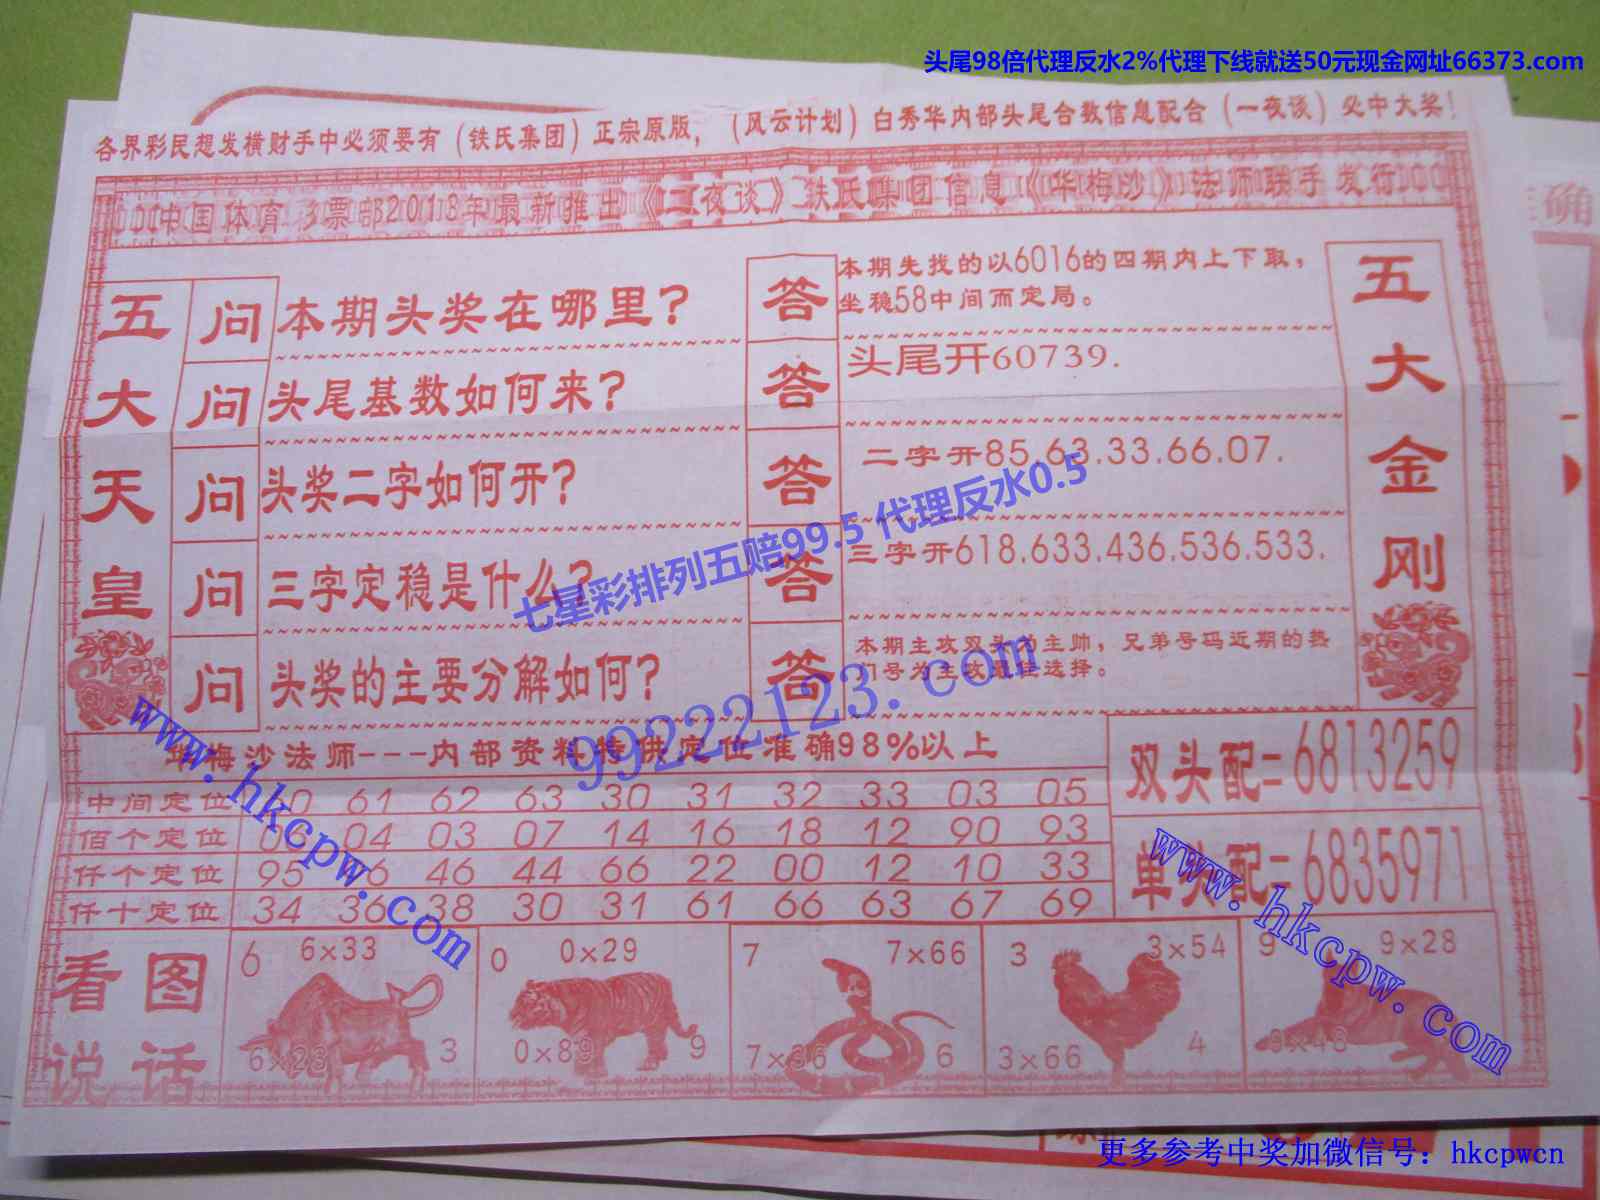 头尾98倍代理反水2%代理下线就送50元现金网址66373.com
各界彩民想发横财手中必须要有（铁氏集团）正宗原版，（风云计划）白秀华内部头尾合数信息配合（一夜谈）必中大奖！
中国体育彩票部2018年最新推出《二夜谈》铁氏集团信息《华梅沙》法师联手发行
确
五大天皇
问 本期头奖在哪里？
答 本期先找的以6016的四期内上下取，
坐稳58中间而定局。
问 头尾基数如何来？
答 头尾开60739.
问 头奖二字如何开？
答 二字开85.63.33.66.07.
问 三字定稳是什么？
答 三字开618.633.436.536.533.
问 头奖的主要分解如何？
答 本期主攻双头为主帅，兄弟号码近期的热
门号为主攻最佳选择。
五大金刚
七星彩排列五赔99.5 代理反水0.5
99222123.com
www.hkcpw.com
华梅沙法师---内部资料特供定位准确98%以上
中间定位 60 61 62 63 30 31 32 33 03 05
佰个定位 04 03 07 14 16 18 12 90 93
仟个定位 95 46 44 66 22 00 12 10 33
仟十定位 34 36 38 30 31 61 66 63 67 69
双头配=6813259
单头配=6835971
www.hkcpw.com
看图说话
6 6×33
6×23 3
0 0×29
0×89 9
7 7×66
7×36 6
3 3×54
3×66 4
9 9×28
9×48
更多参考中奖加微信号：hkcpwcn